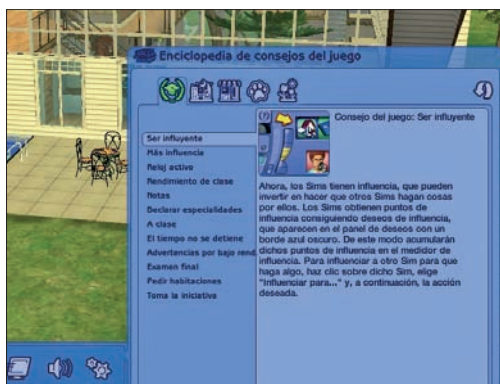 Enciclopedia de consejos del juego
Ser influyente
Más influencia
Reloj activo
Rendimiento de clase
Notas
Declarar especialidades
A clase
El tiempo no se detiene
Advertencias por bajo rend
Examen final
Pedir habitaciones
Toma la iniciativa
(?)
Consejo del juego: Ser influyente
Ahora, los Sims tienen influencia, que pueden
invertir en hacer que otros Sims hagan cosas
por ellos. Los Sims obtienen puntos de
influencia consiguiendo deseos de influencia,
que aparecen en el panel de deseos con un
borde azul oscuro. De este modo acumularán
dichos puntos de influencia en el medidor de
influencia. Para influenciar a otro Sim para que
haga algo, haz clic sobre dicho Sim, elige
"Influenciar para..." y, a continuación, la acción
deseada.